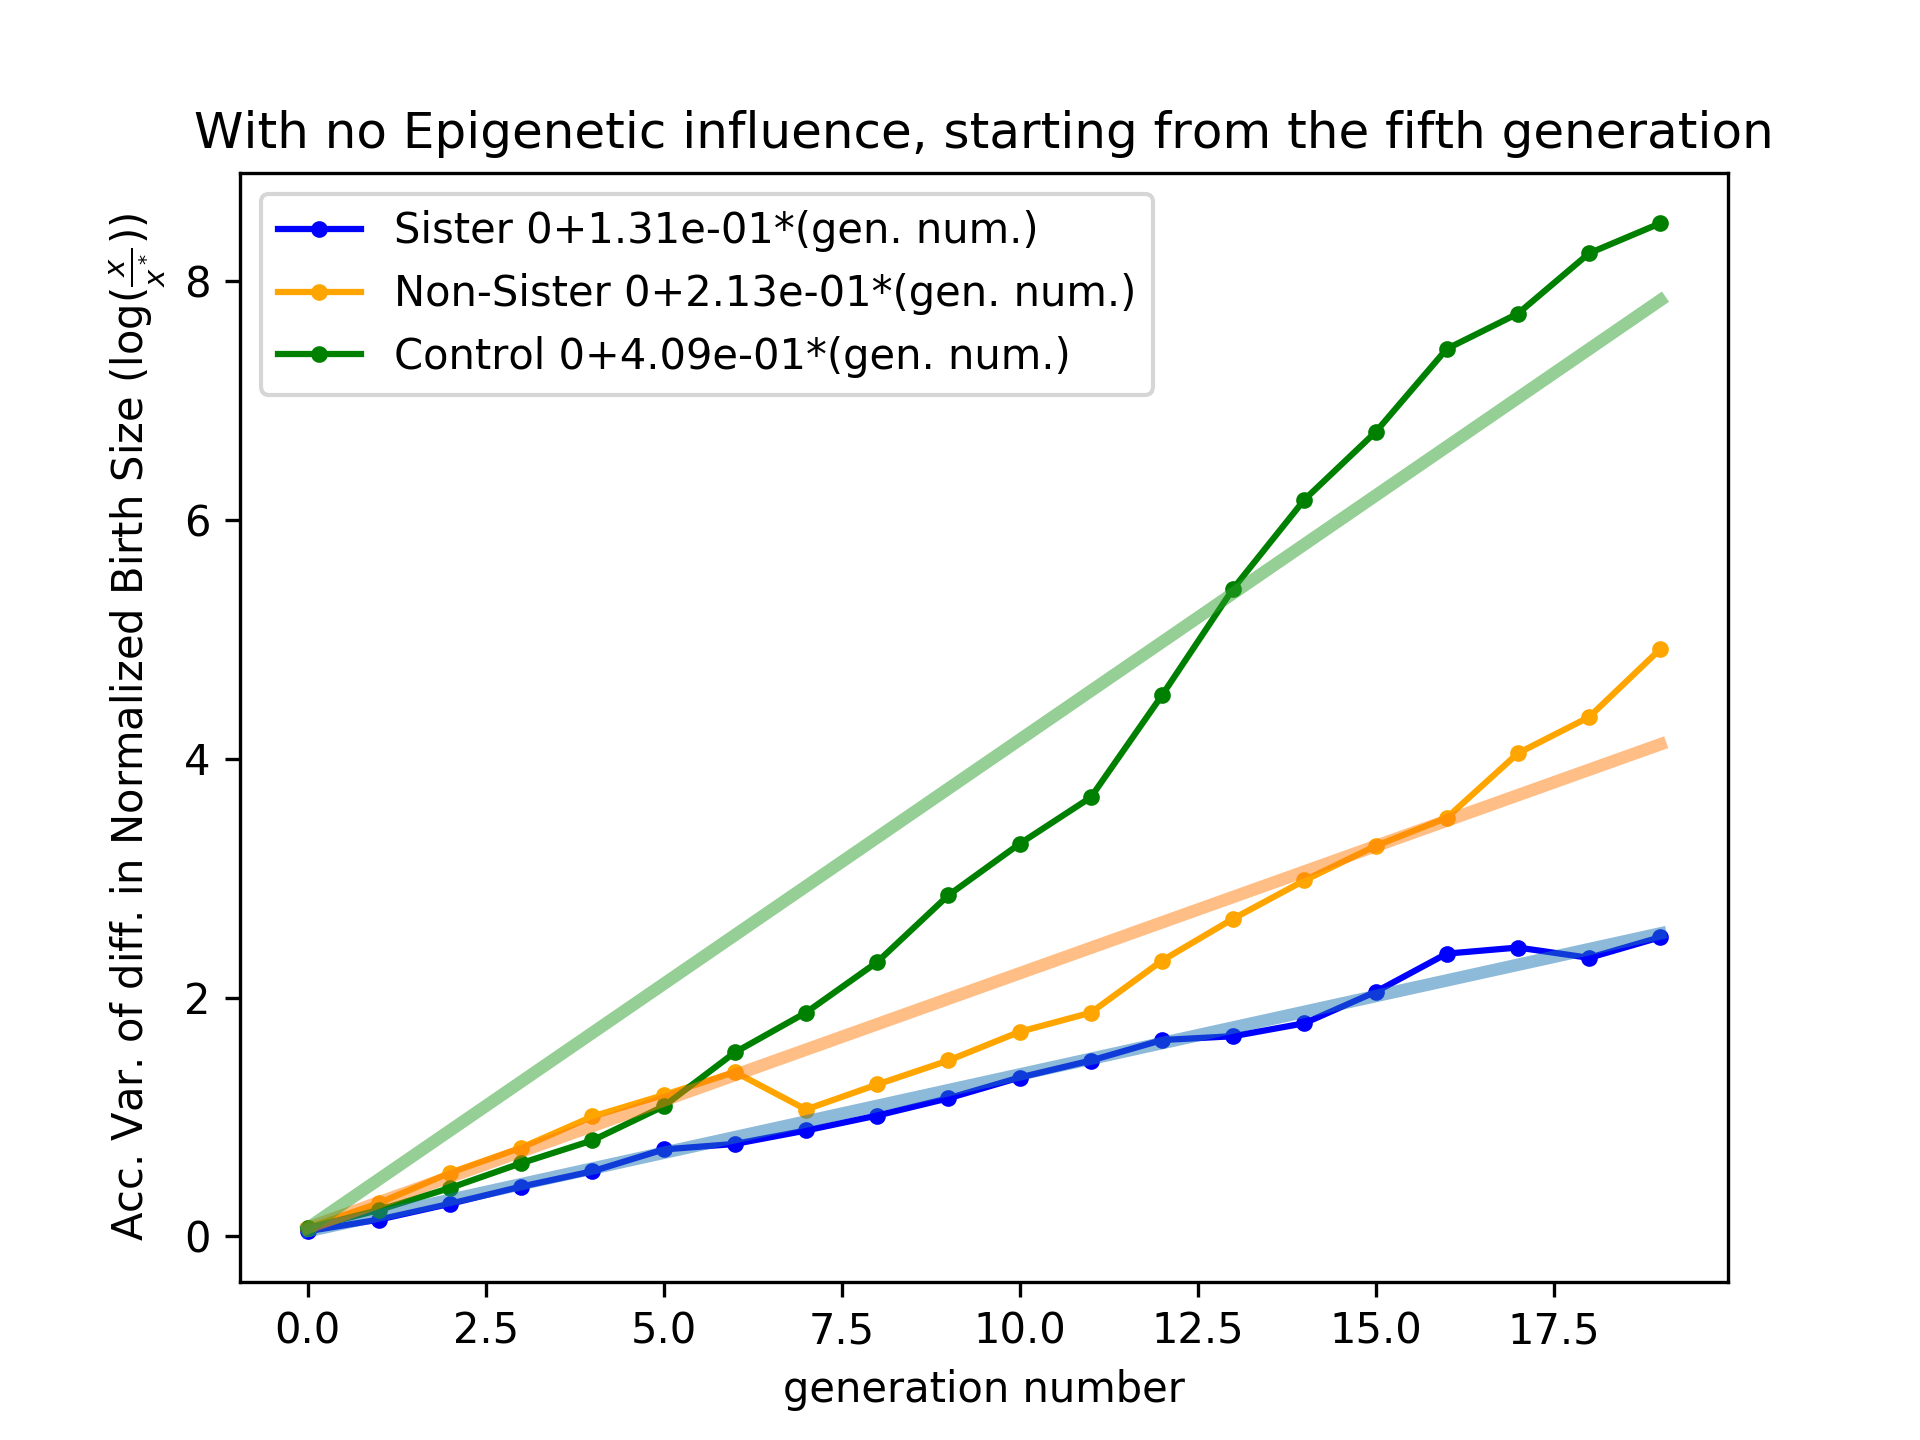 With no Epigenetic influence, starting from the fifth generation
Sister 0+1.31e-01*(gen. num.)
Non-Sister 0+2.13e-01*(gen. num.)
Control 0+4.09e-01*(gen. num.)
Acc. Var. of diff. in Normalized Birth Size (log(\frac{x}{x^*}))
8
6
4
2
0
0.0 2.5 5.0 7.5 10.0 12.5 15.0 17.5
generation number